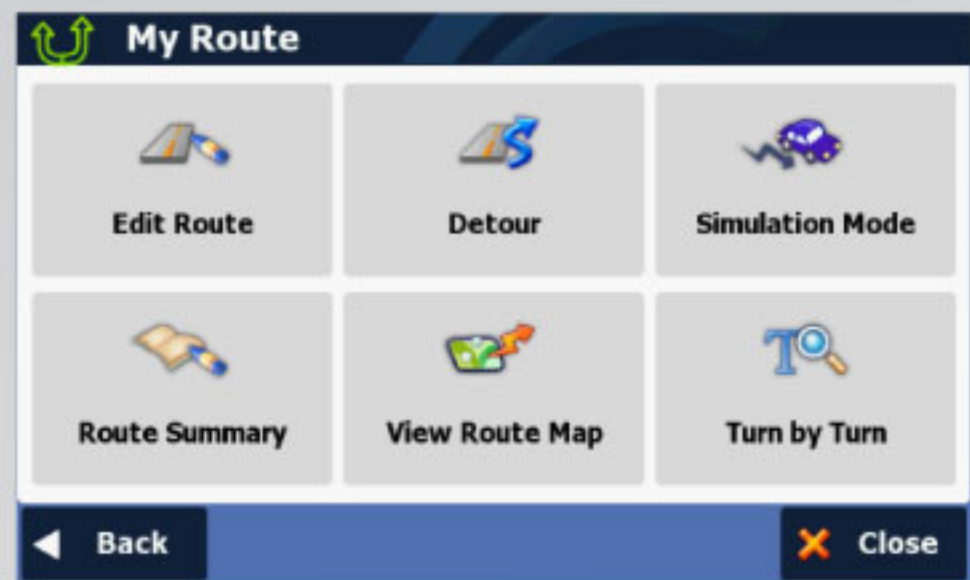 My Route
Edit Route
Detour
Simulation Mode
Route Summary
View Route Map
Turn by Turn
Back
Close